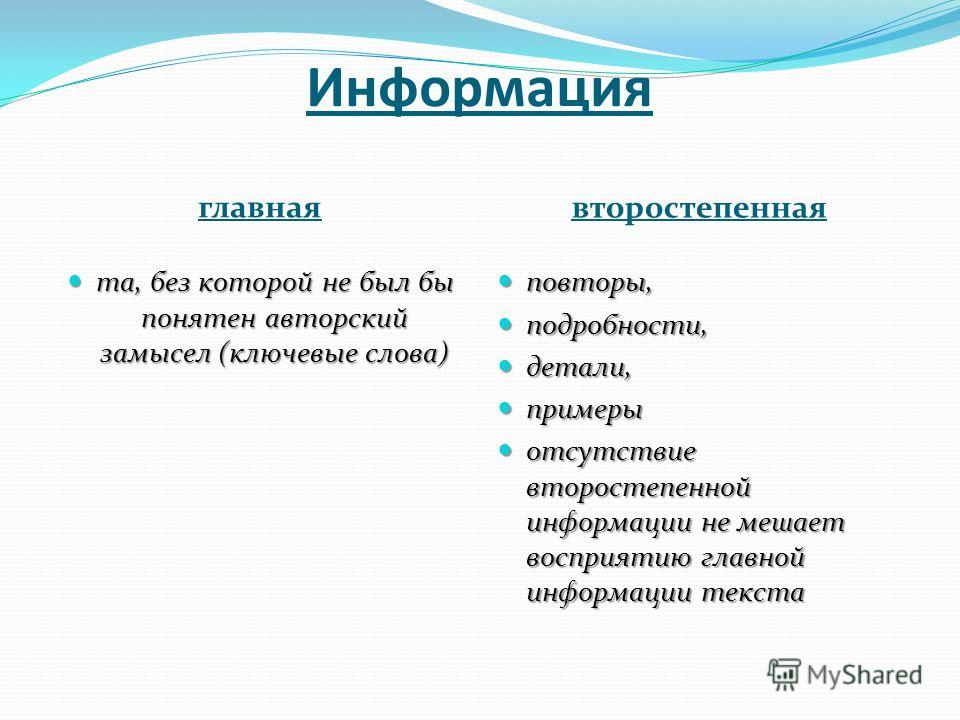 Информация
главная
та, без которой не был бы
понятен авторский
замысел (ключевые слова)
второстепенная
повторы,
подробности,
детали,
примеры
отсутствие
второстепенной
информации не мешает
восприятию главной
информации текста
MyShared